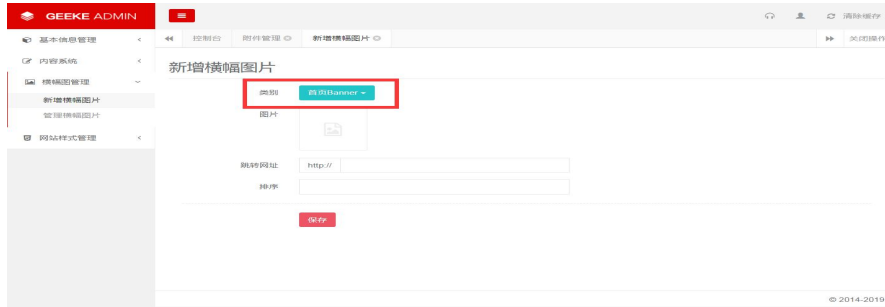 GEEKE ADMIN
清除缓存
基本信息管理
控制台
附件管理
新增横幅图片
关闭操作
内容系统
新增横幅图片
横幅图管理
类别
首页Banner
新增横幅图片
图片
管理横幅图片
网站样式管理
跳转网址
http://
排序
保存
© 2014-2019